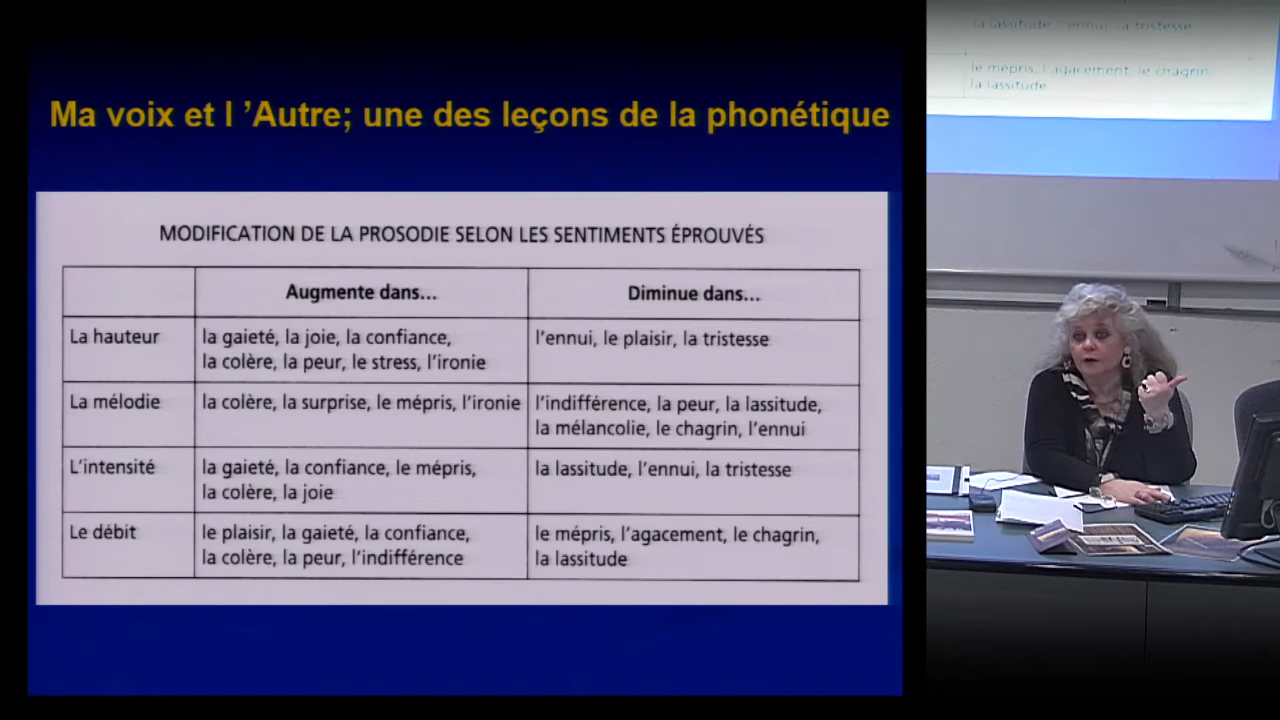 Ma voix et l ’Autre; une des leçons de la phonétique
MODIFICATION DE LA PROSODIE SELON LES SENTIMENTS ÉPROUVÉS
Augmente dans... Diminue dans...
La hauteur
la gaieté, la joie, la confiance,
la colère, la peur, le stress, l’ironie
l’ennui, le plaisir, la tristesse
La mélodie
la colère, la surprise, le mépris, l’ironie
l’indifférence, la peur, la lassitude,
la mélancolie, le chagrin, l’ennui
L’intensité
la gaieté, la confiance, le mépris,
la colère, la joie
la lassitude, l’ennui, la tristesse
Le débit
le plaisir, la gaieté, la confiance,
la colère, la peur, l’indifférence
le mépris, l’agacement, le chagrin,
la lassitude
la lassitude, l’ennui, la tristesse
le mépris, l’agacement, le chagrin,
la lassitude